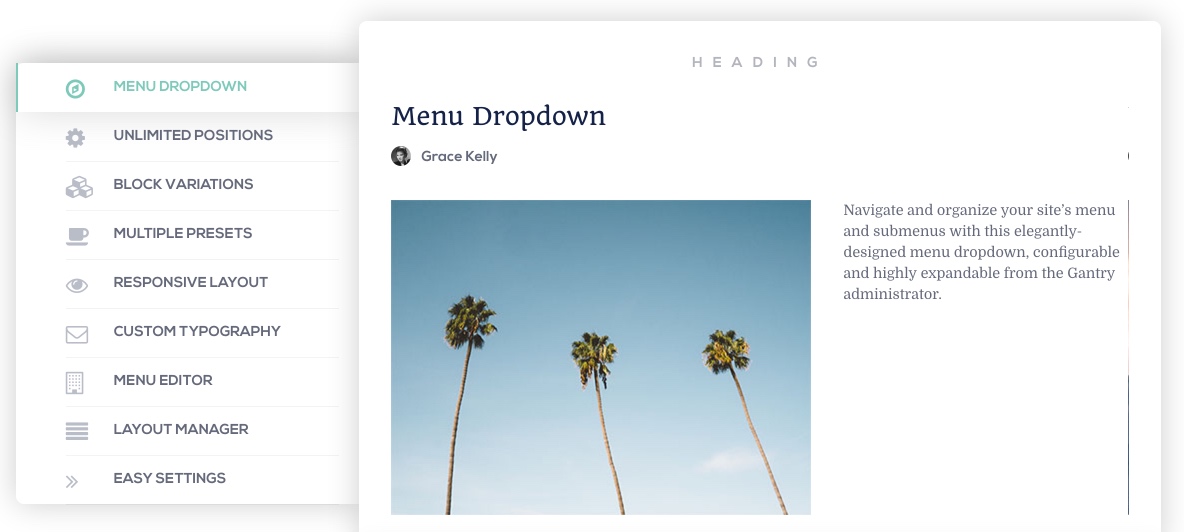 MENU DROPDOWN
UNLIMITED POSITIONS
BLOCK VARIATIONS
MULTIPLE PRESETS
RESPONSIVE LAYOUT
CUSTOM TYPOGRAPHY
MENU EDITOR
LAYOUT MANAGER
EASY SETTINGS
HEADING
Menu Dropdown
Grace Kelly
Navigate and organize your site’s menu
and submenus with this elegantly-
designed menu dropdown, configurable
and highly expandable from the Gantry
administrator.